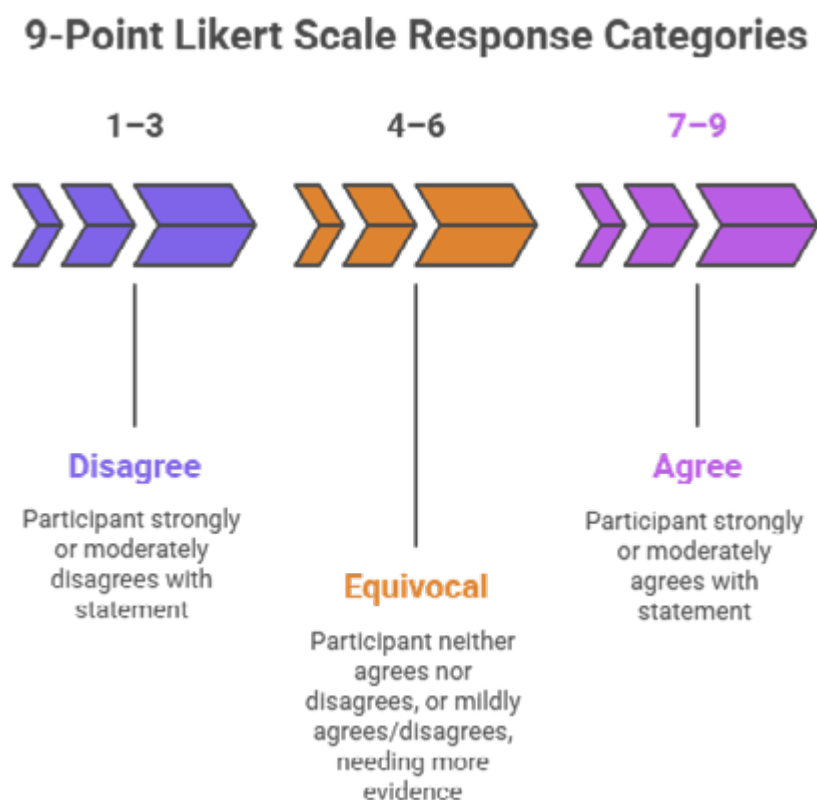 9-Point Likert Scale Response Categories
1–3
4–6
7–9
Disagree
Participant strongly
or moderately
disagrees with
statement
Equivocal
Participant neither
agrees nor
disagrees, or mildly
agrees/disagrees,
needing more
evidence
Agree
Participant strongly
or moderately
agrees with
statement